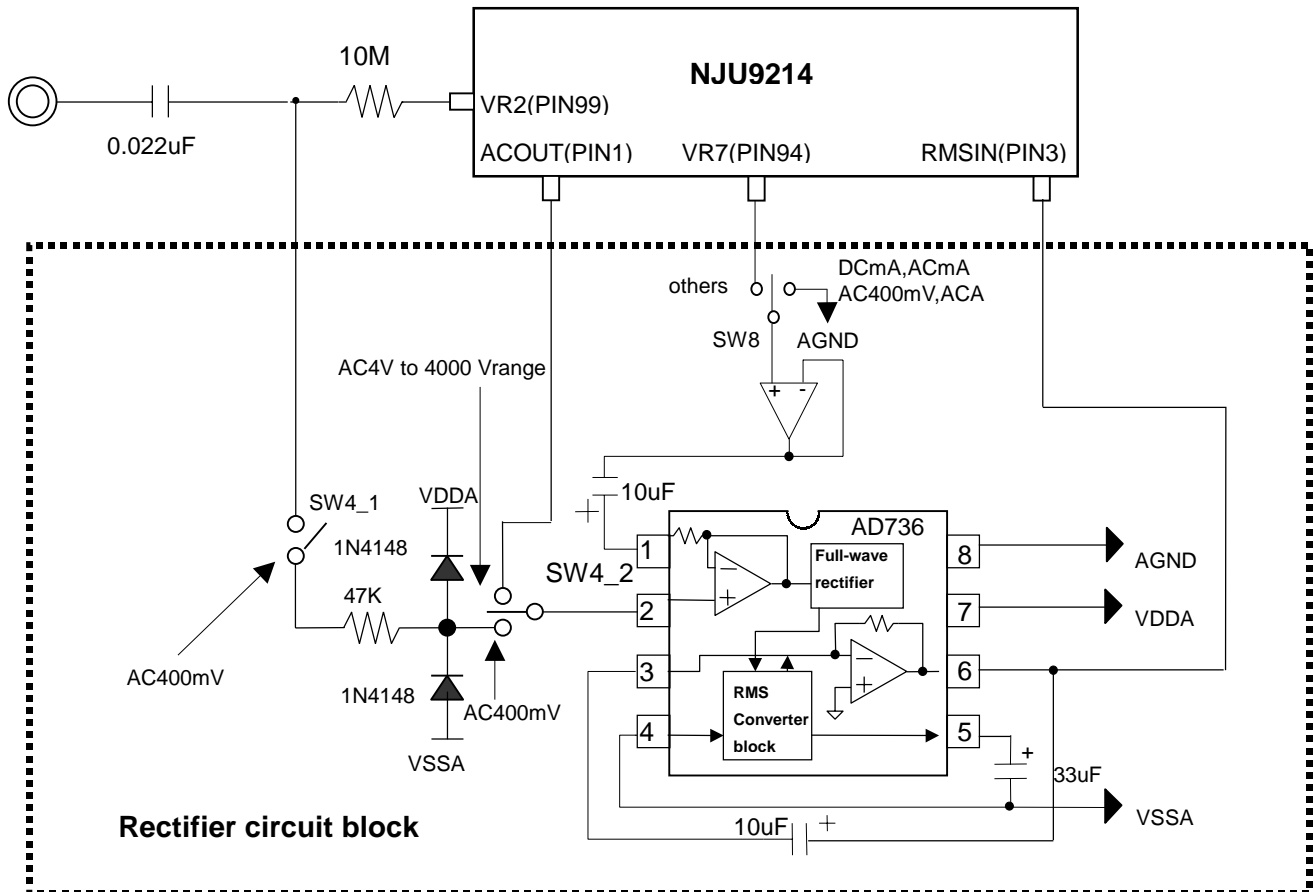 10M
NJU9214
VR2(PIN99)
0.022uF
ACOUT(PIN1)
VR7(PIN94)
RMSIN(PIN3)
DCmA,ACmA
others
AC400mV,ACA
SW8
AGND
AC4V to 4000 Vrange
+ -
10uF
+
SW4_1
VDDA
AD736
1
8
Full-wave
rectifier
AGND
1N4148
SW4_2
−
+
47K
2
7
VDDA
3
6
−
+
AC400mV
1N4148
AC400mV
RMS
Converter
block
4
5
+
33uF
VSSA
VSSA
Rectifier circuit block
10uF
+